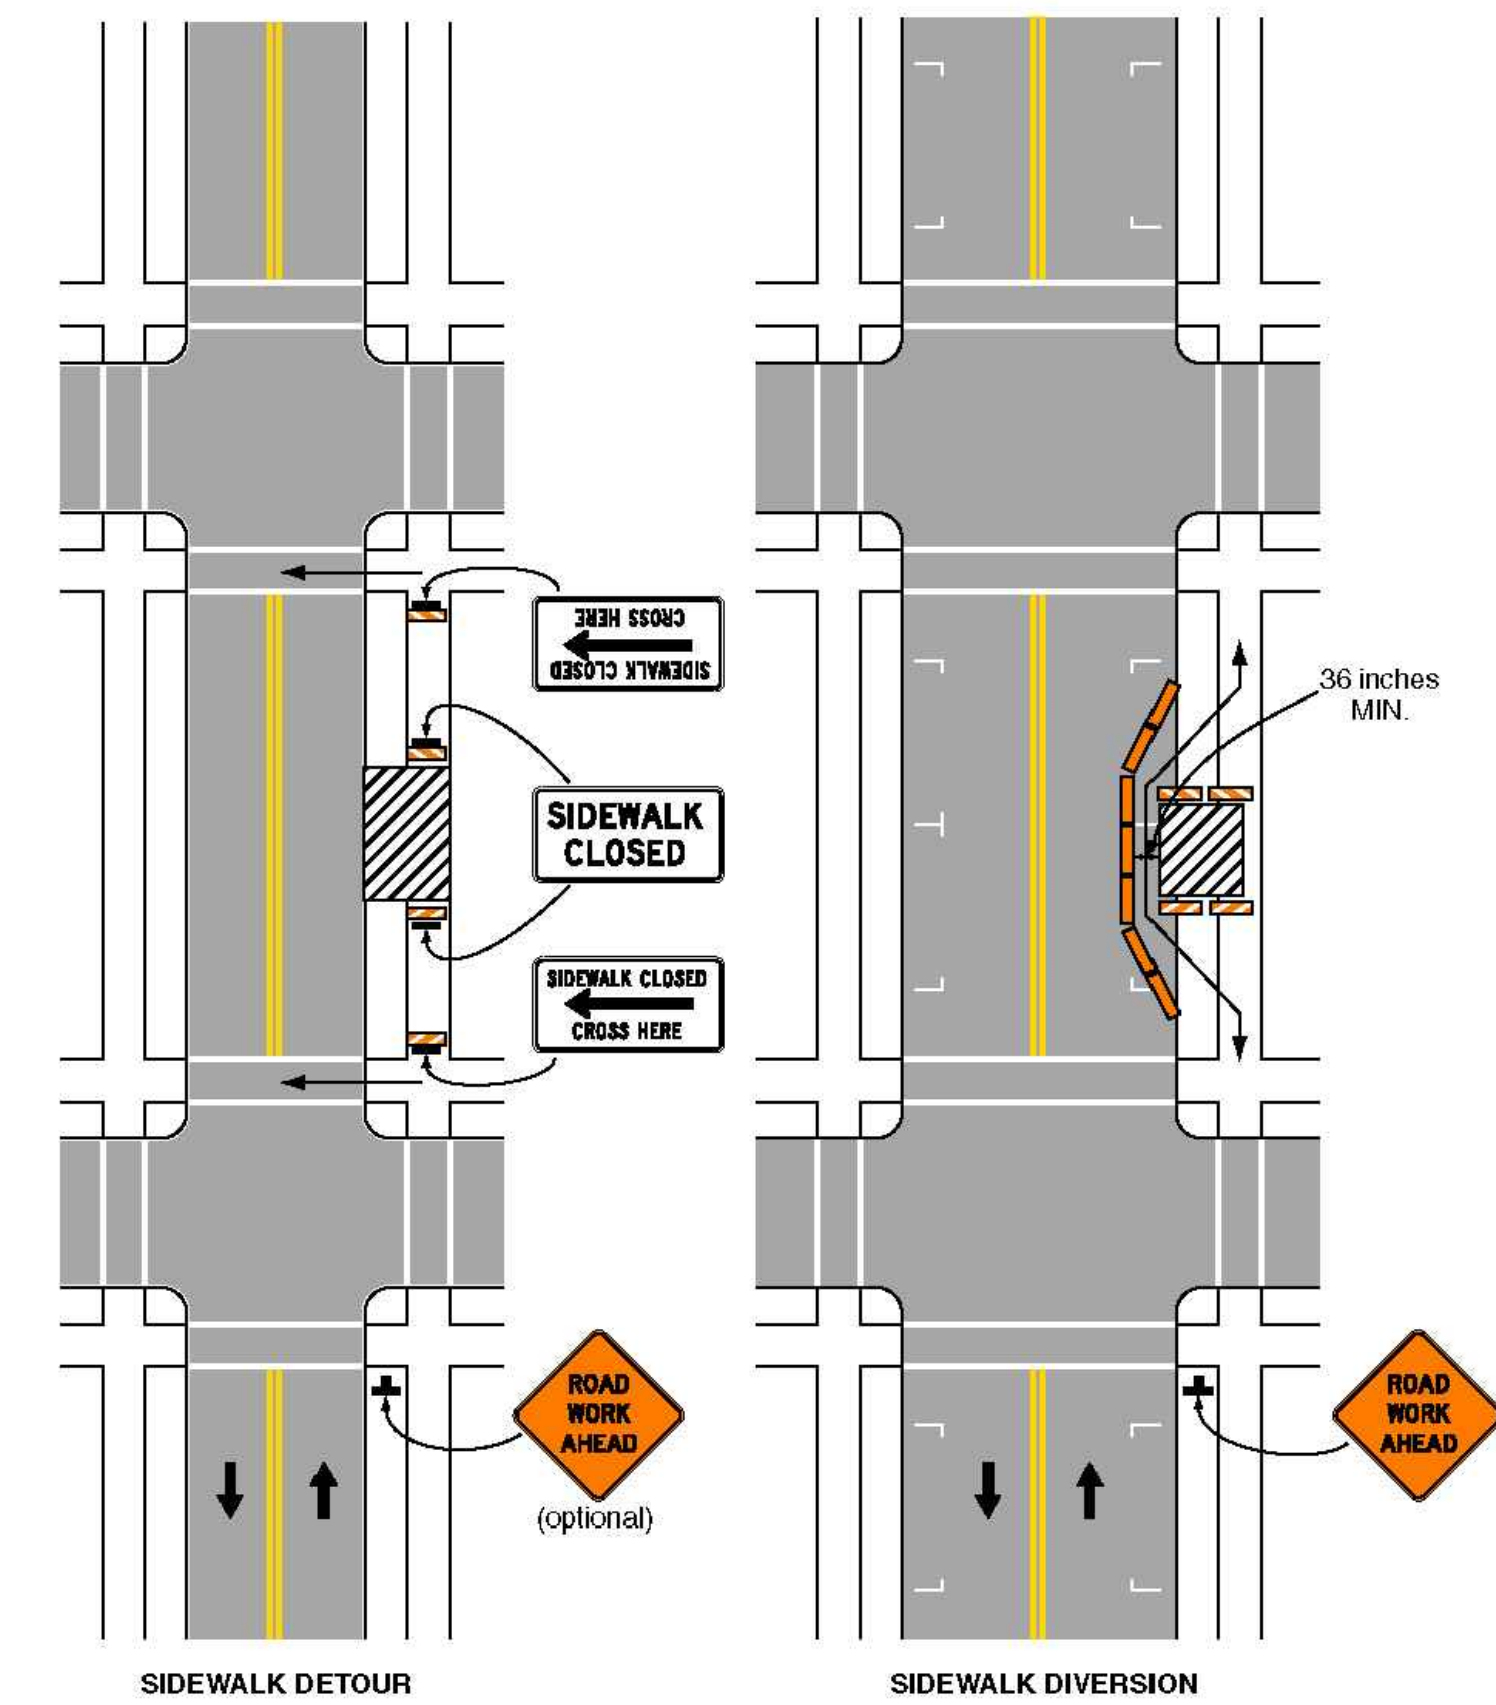 CROSS HERE
SIDEWALK CLOSED
36 inches
MIN.
SIDEWALK
CLOSED
SIDEWALK CLOSED
CROSS HERE
ROAD
WORK
AHEAD
(optional)
ROAD
WORK
AHEAD
SIDEWALK DETOUR
SIDEWALK DIVERSION